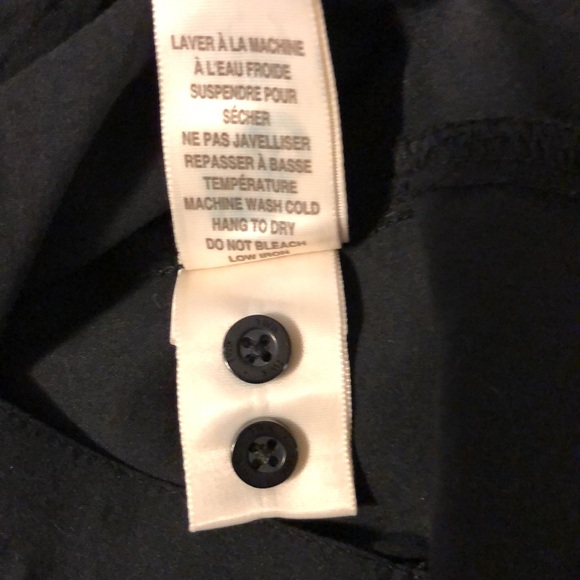 LAVER À LA MACHINE
À L'EAU FROIDE
SUSPENDRE POUR
SÉCHER
NE PAS JAVELLISER
REPASSER À BASSE
TEMPÉRATURE
MACHINE WASH COLD
HANG TO DRY
DO NOT BLEACH
LOW IRON